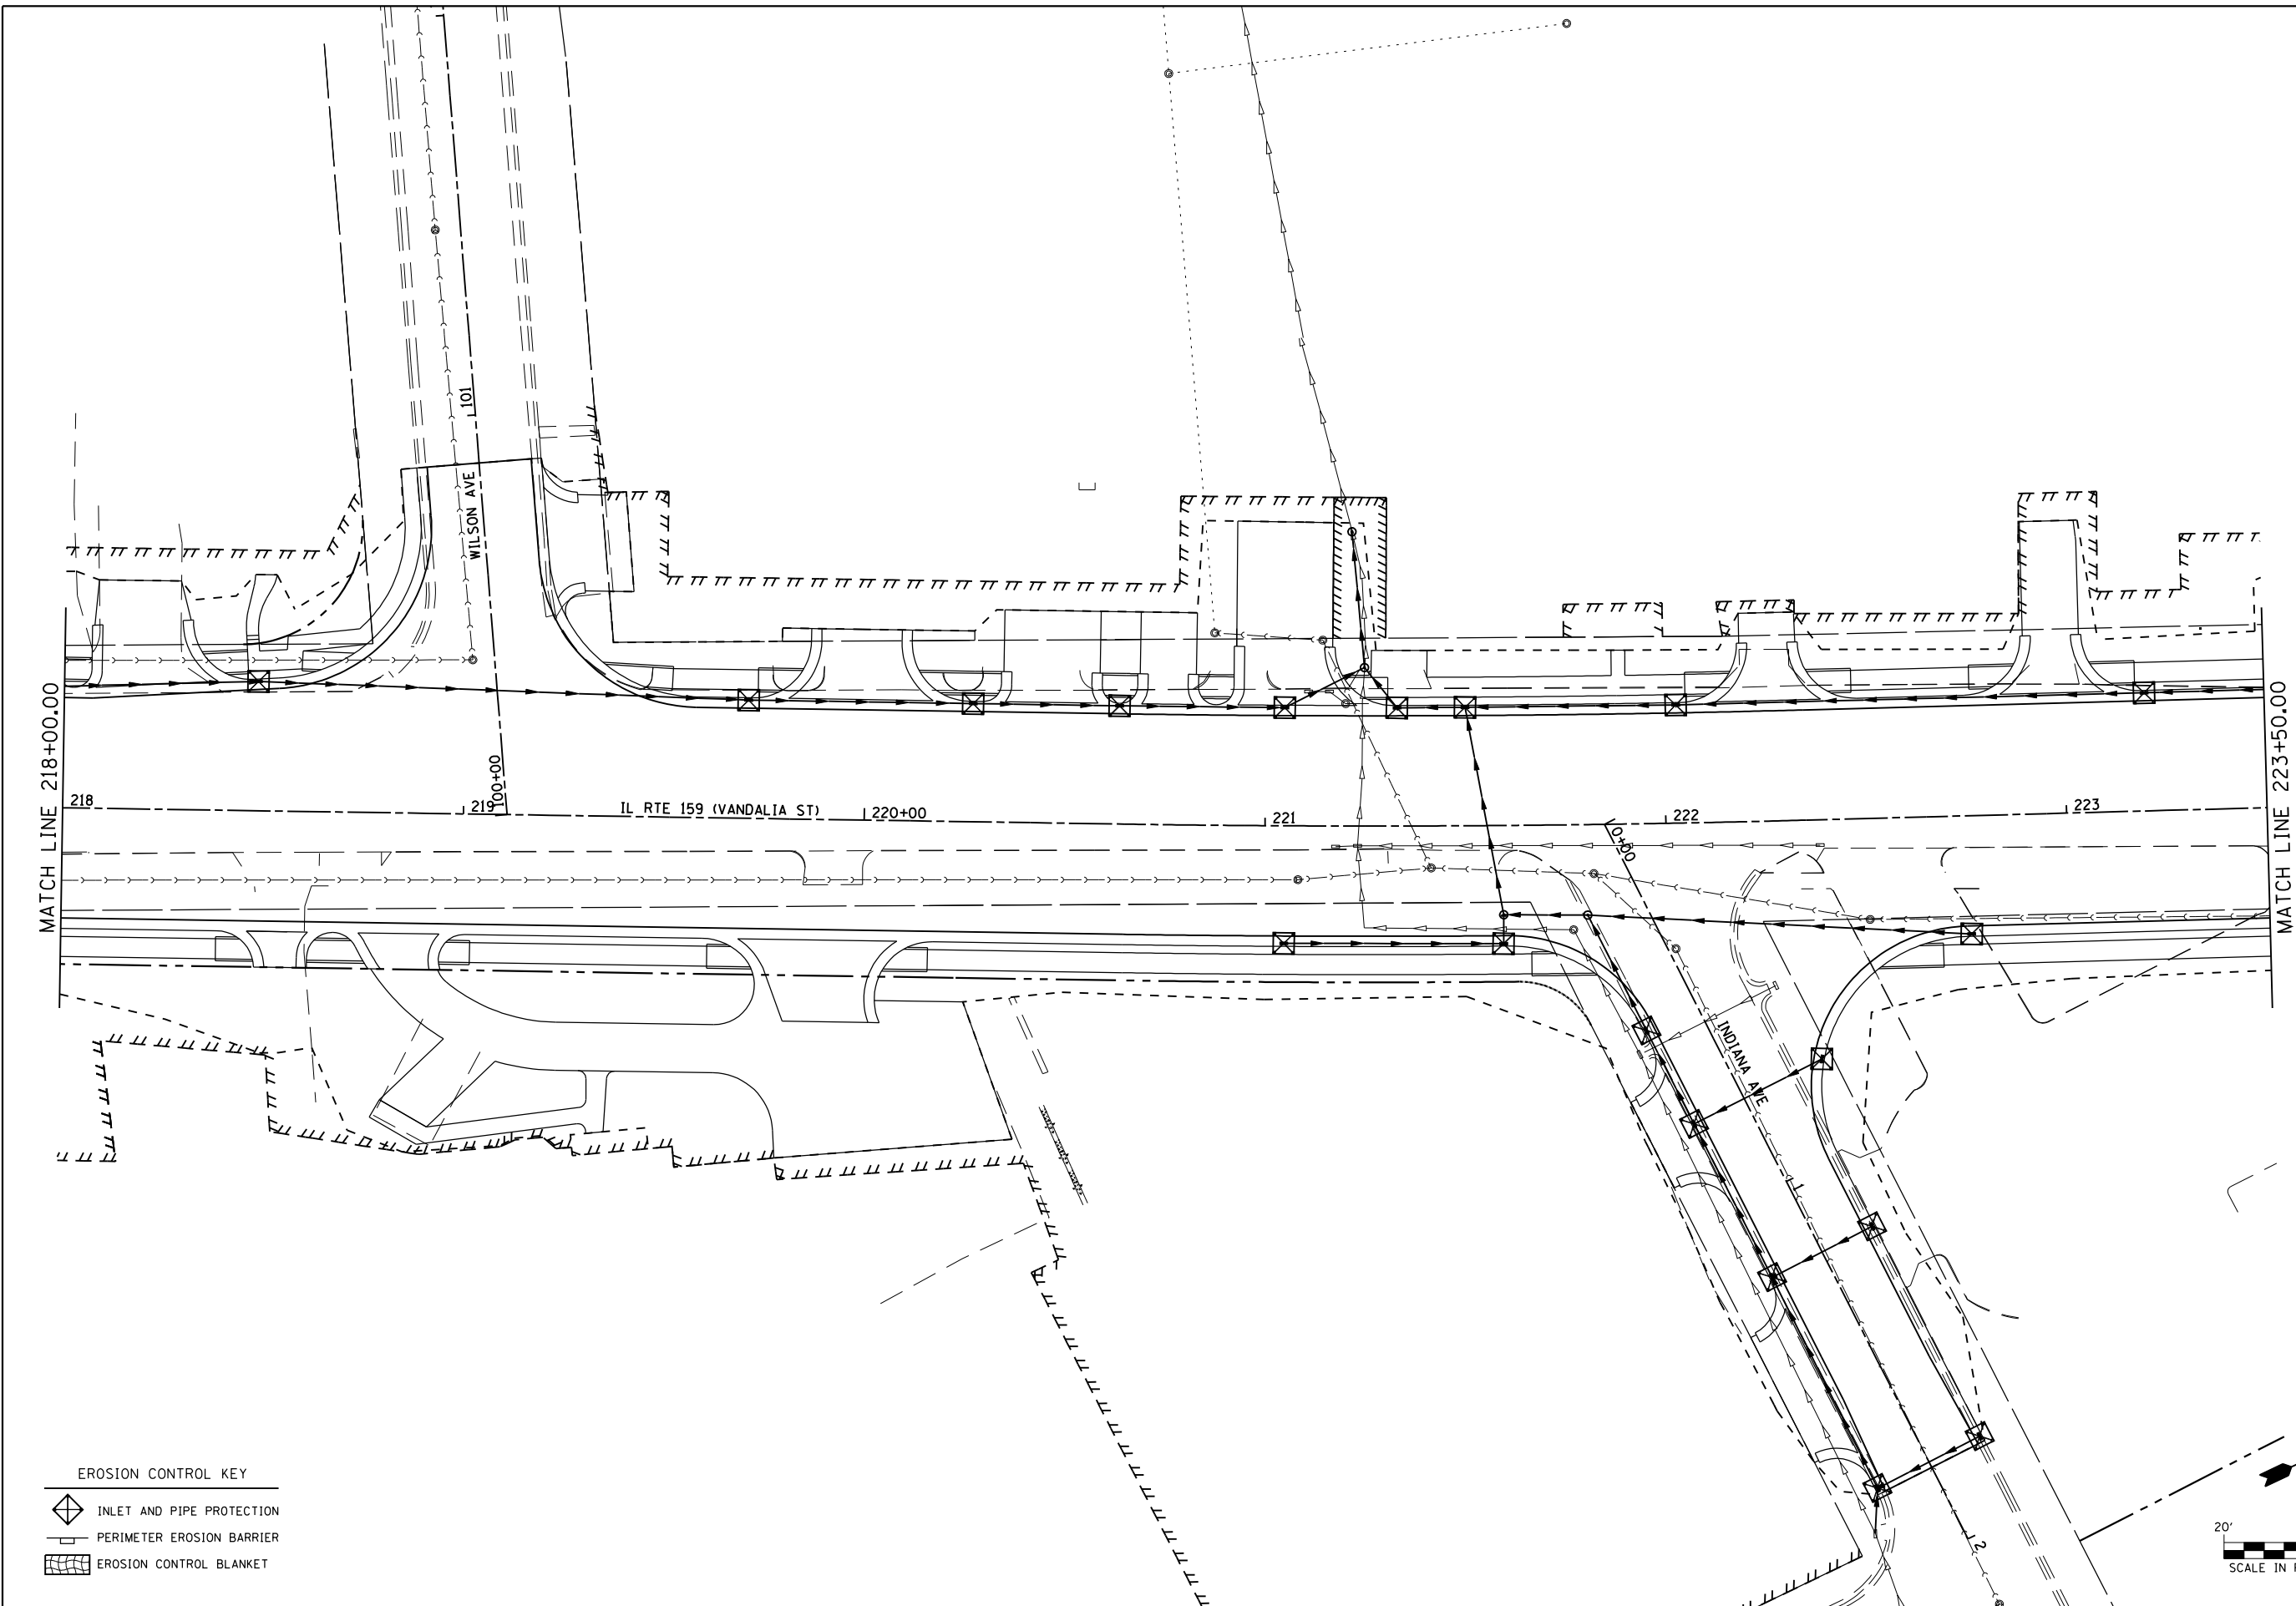 101
WILSON AVE
100+00
MATCH LINE 218+00.00
218
219
IL RTE 159 (VANDALIA ST)
220+00
221
222
223
MATCH LINE 223+50.00
0+00
INDIANA AVE
1
2
EROSION CONTROL KEY
INLET AND PIPE PROTECTION
PERIMETER EROSION BARRIER
EROSION CONTROL BLANKET
20'
SCALE IN